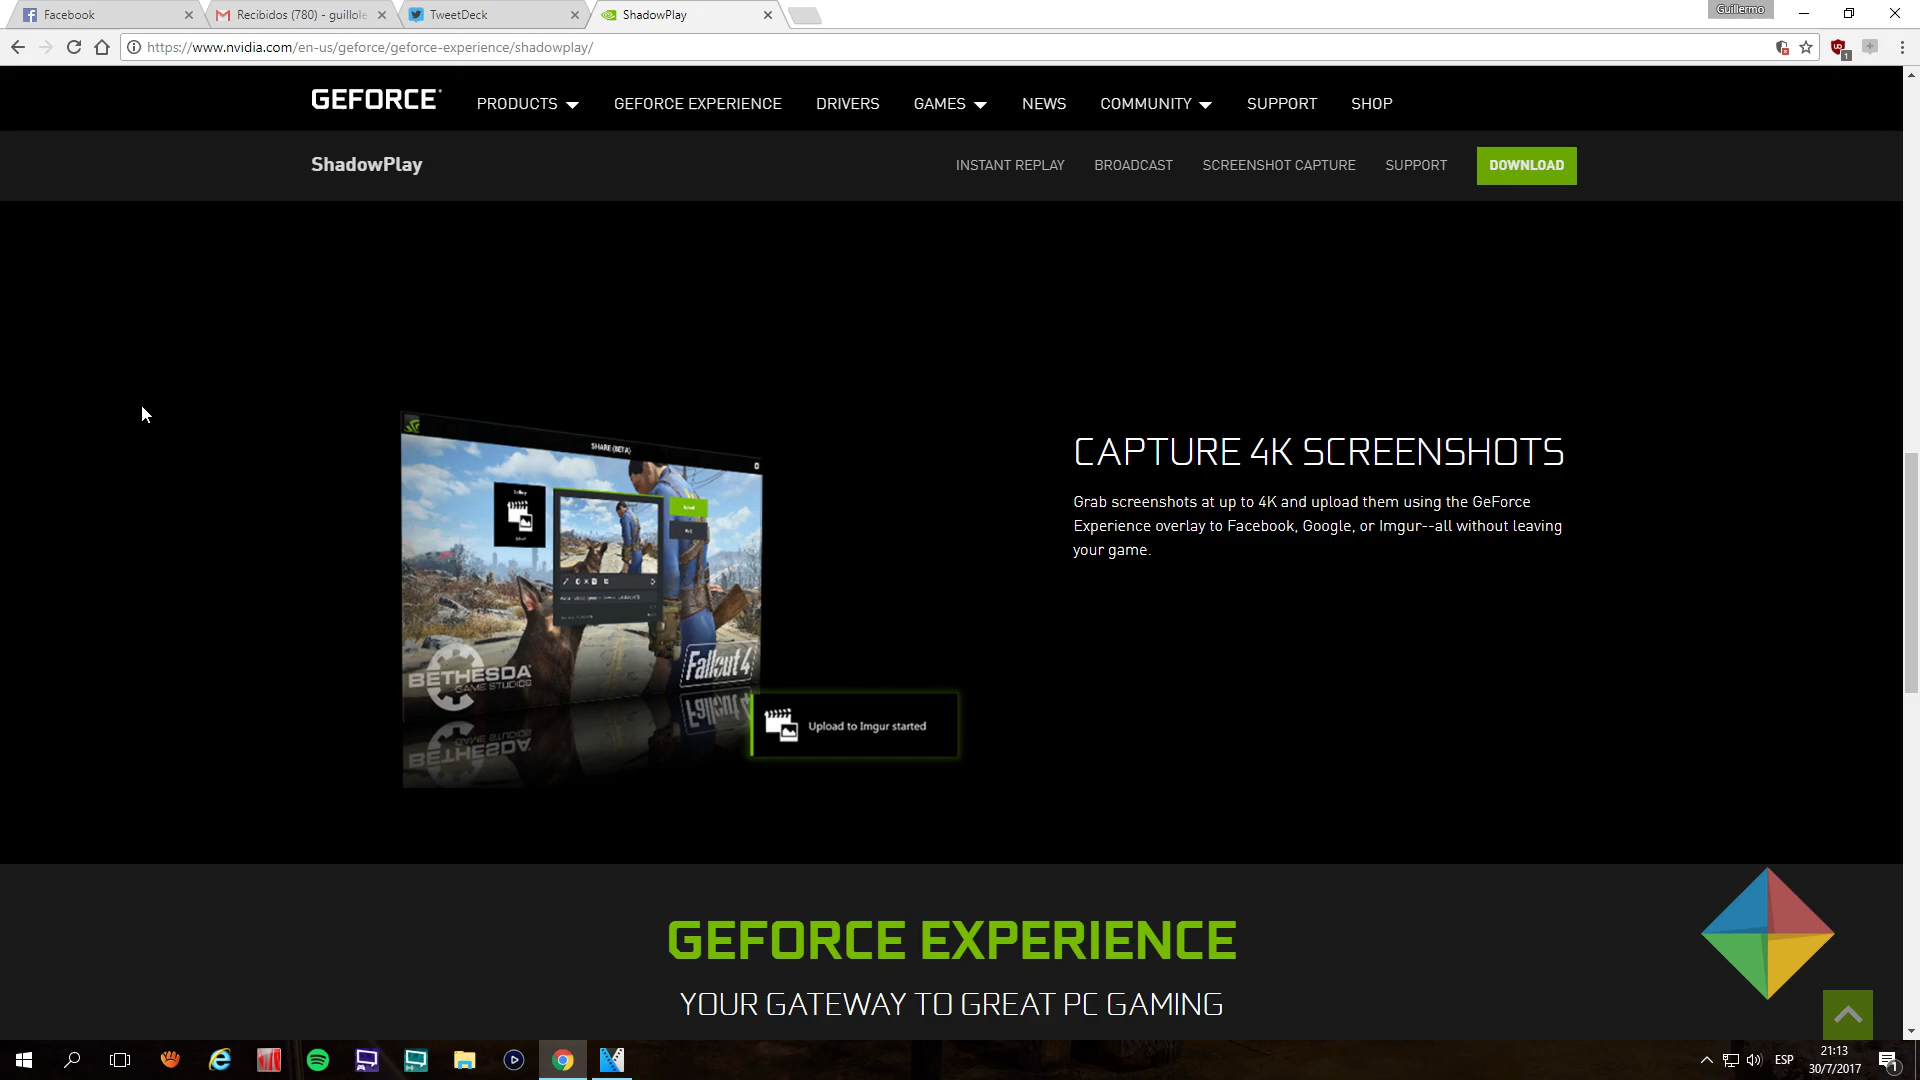 Facebook
Recibidos (780) - guillole
TweetDeck
ShadowPlay
Guillermo
https://www.nvidia.com/en-us/geforce/geforce-experience/shadowplay/
GEFORCE
PRODUCTS
GEFORCE EXPERIENCE
DRIVERS
GAMES
NEWS
COMMUNITY
SUPPORT
SHOP
ShadowPlay
INSTANT REPLAY
BROADCAST
SCREENSHOT CAPTURE
SUPPORT
DOWNLOAD
SHARE (BETA)
BETHESDA
GAME STUDIOS
Fallout 4
Upload to Imgur started
CAPTURE 4K SCREENSHOTS
Grab screenshots at up to 4K and upload them using the GeForce
Experience overlay to Facebook, Google, or Imgur--all without leaving
your game.
GEFORCE EXPERIENCE
YOUR GATEWAY TO GREAT PC GAMING
ESP
21:13
30/7/2017
1